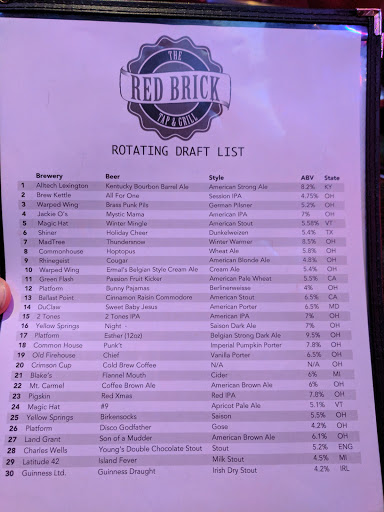 THE
RED BRICK
TAP & GRILL
ROTATING DRAFT LIST
Brewery Beer Style ABV State
1 Alltech Lexington Kentucky Bourbon Barrel Ale American Strong Ale 8.2% KY
2 Brew Kettle All For One Session IPA 4.75% OH
3 Warped Wing Brass Punk Pils German Pilsner 5.2% OH
4 Jackie O's Mystic Mama American IPA 7% OH
5 Magic Hat Winter Mingle American Stout 5.58% VT
6 Shiner Holiday Cheer Dunkelweizen 5.4% TX
7 MadTree Thundersnow Winter Warmer 8.5% OH
8 Commonhouse Hoptopus Wheat Ale 5.8% OH
9 Rhinegeist Cougar American Blonde Ale 4.8% OH
10 Warped Wing Ermal's Belgian Style Cream Ale Cream Ale 5.4% OH
11 Green Flash Passion Fruit Kicker American Pale Wheat 5.5% CA
12 Platform Bunny Pajamas Berlinerweisse 4% OH
13 Ballast Point Cinnamon Raisin Commodore American Stout 6.5% CA
14 DuClair Sweet Baby Jesus American Porter 6.5% MD
15 2 Tones 2 Tones IPA American IPA 7% OH
16 Yellow Springs Night Saison Dark Ale 7% OH
17 Platform Esther (12oz) Belgian Strong Dark Ale 9.5% OH
18 Common House Punk't Imperial Pumpkin Porter 7.8% OH
19 Old Firehouse Chief Vanilla Porter 6.5% OH
20 Crimson Cup Cold Brew Coffee N/A N/A OH
21 Blake's Flannel Mouth Cider 6% MI
22 Mt. Carmel Coffee Brown Ale American Brown Ale 6% OH
23 Pigskin Red Xmas Red IPA 7.8% OH
24 Magic Hat #9 Apricot Pale Ale 5.1% VT
25 Yellow Springs Birkensocks Saison 5.5% OH
26 Platform Disco Godfather Gose 4.2% OH
27 Land Grant Son of a Mudder American Brown Ale 6.1% OH
28 Charles Wells Young's Double Chocolate Stout Stout 5.2% ENG
29 Latitude 42 Island Fever Milk Stout 4.5% MI
30 Guinness Ltd. Guinness Draught Irish Dry Stout 4.2% IRL